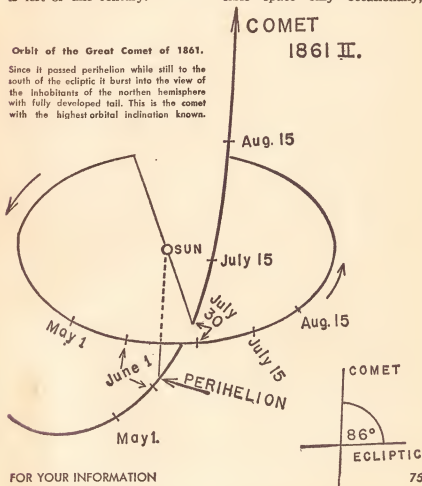 COMET
1861 II.
Orbit of the Great Comet of 1861.
Since it passed perihelion while still to the
south of the ecliptic it burst into the view of
the inhabitants of the northen hemisphere
with fully developed tail. This is the comet
with the highest orbital inclination known.
Aug. 15
SUN
July 15
July
30
Aug. 15
July 15
May 1
June 1
PERIHELION
May 1.
COMET
86°
ECLIPTIC
FOR YOUR INFORMATION
75